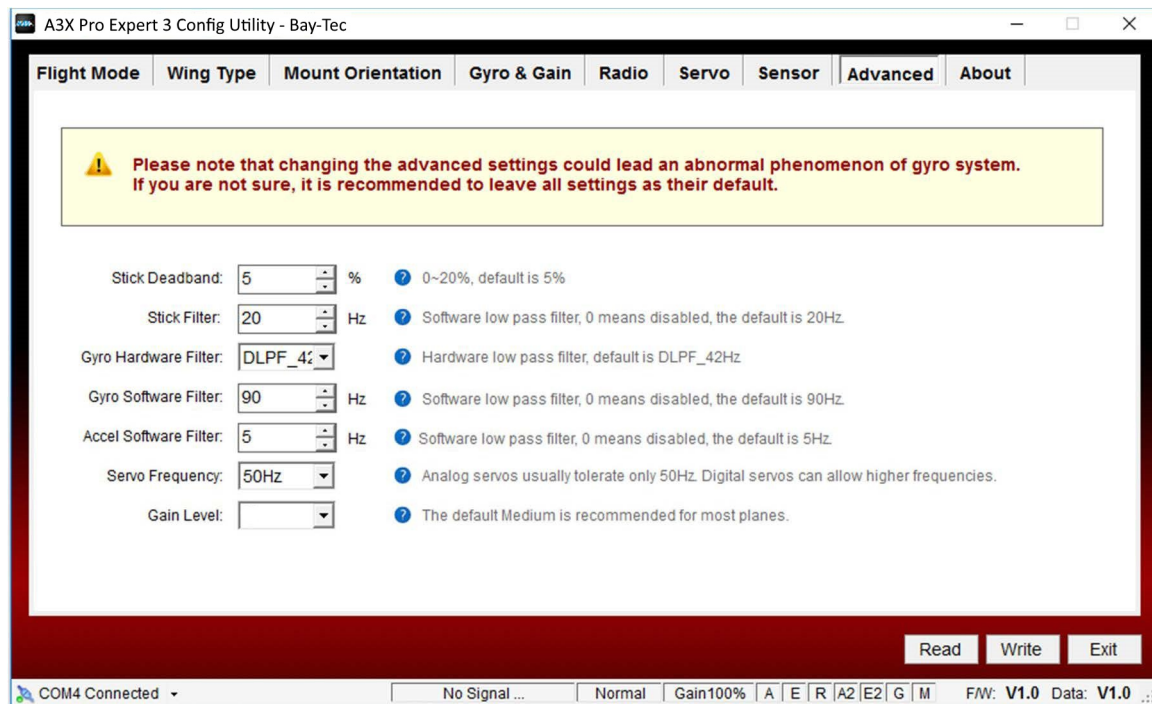 A3X Pro Expert 3 Config Utility - Bay-Tec
Flight Mode Wing Type Mount Orientation Gyro & Gain Radio Servo Sensor Advanced About
Please note that changing the advanced settings could lead an abnormal phenomenon of gyro system.
If you are not sure, it is recommended to leave all settings as their default.
Stick Deadband: 5 % 0~20%, default is 5%
Stick Filter: 20 Hz Software low pass filter, 0 means disabled, the default is 20Hz.
Gyro Hardware Filter: DLPF_42 Hardware low pass filter, default is DLPF_42Hz
Gyro Software Filter: 90 Hz Software low pass filter, 0 means disabled, the default is 90Hz.
Accel Software Filter: 5 Hz Software low pass filter, 0 means disabled, the default is 5Hz.
Servo Frequency: 50Hz Analog servos usually tolerate only 50Hz. Digital servos can allow higher frequencies.
Gain Level: The default Medium is recommended for most planes.
Read Write Exit
COM4 Connected No Signal ... Normal Gain100% A E R A2 E2 G M F/W: V1.0 Data: V1.0